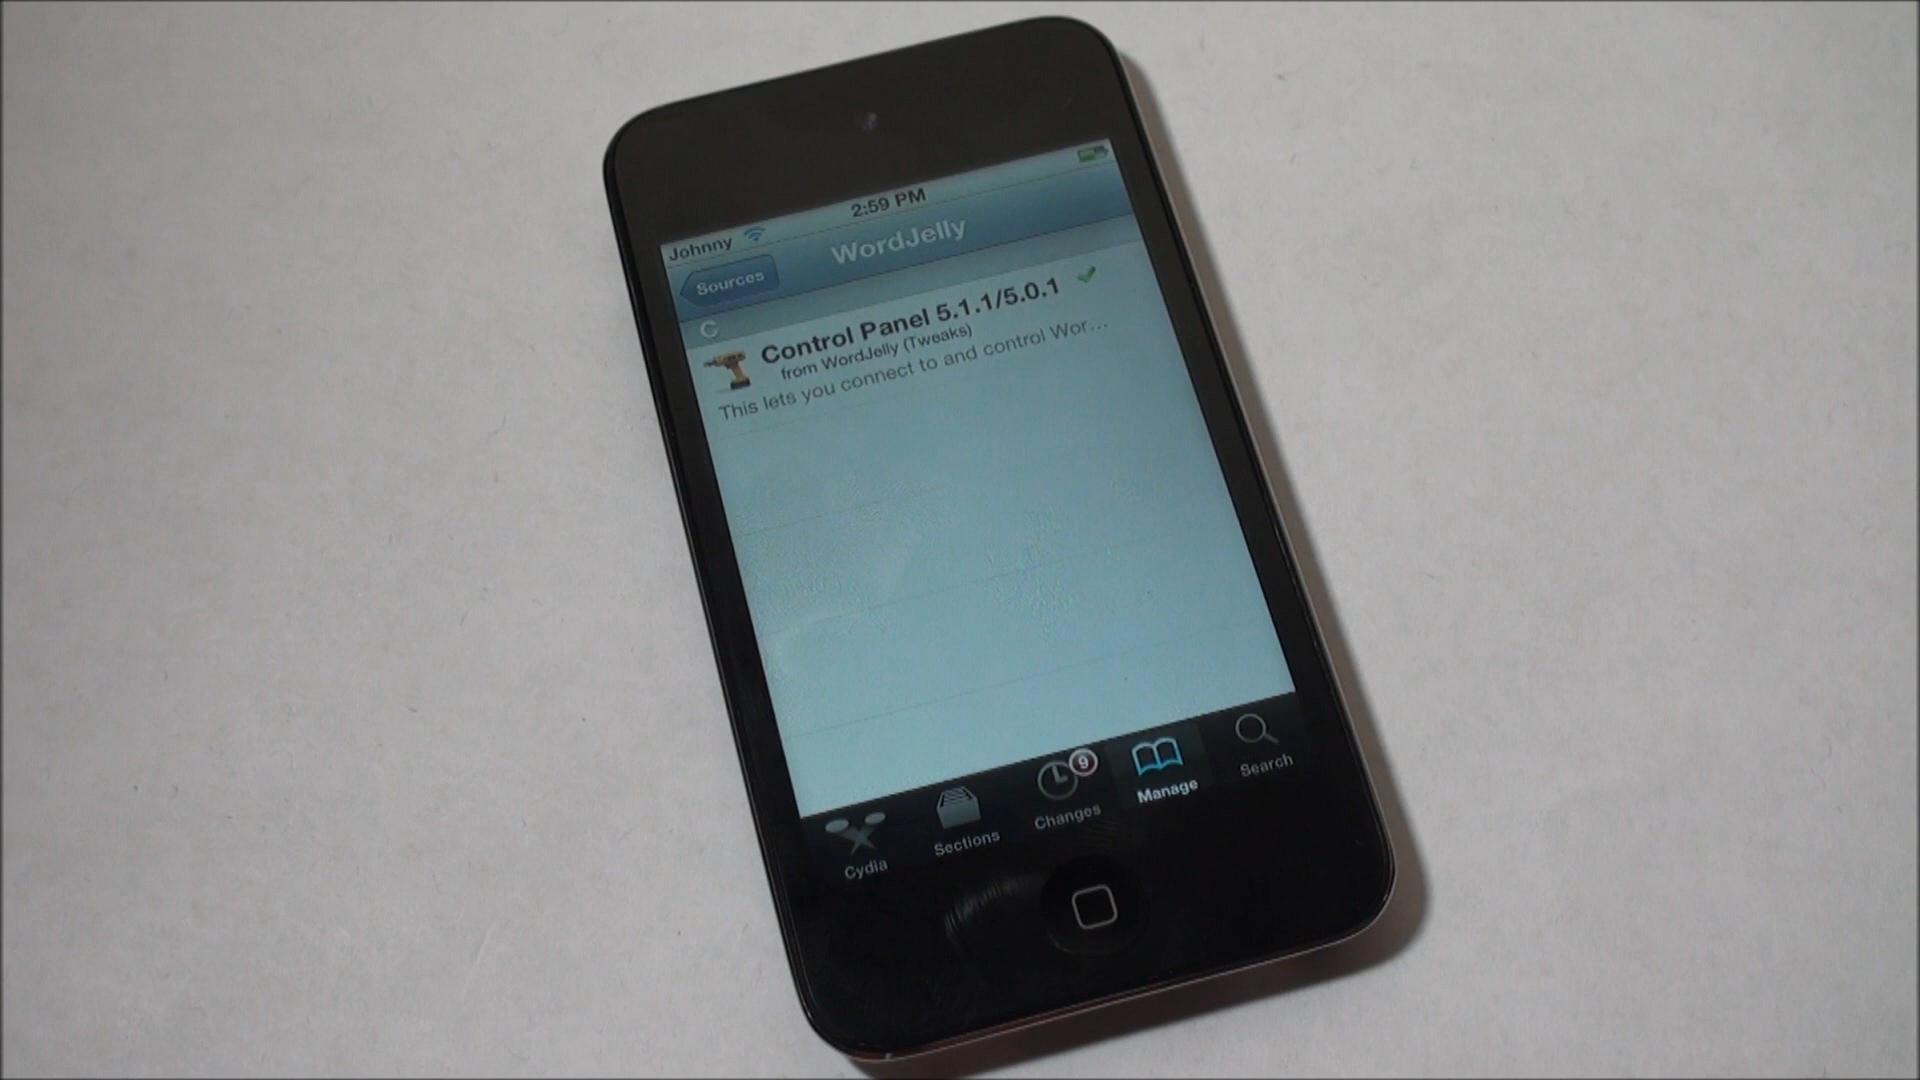 2:59 PM
Johnny
WordJelly
Sources
C
Control Panel 5.1.1/5.0.1
from WordJelly (Tweaks)
This lets you connect to and control Wor...
9
Cydia
Sections
Changes
Manage
Search